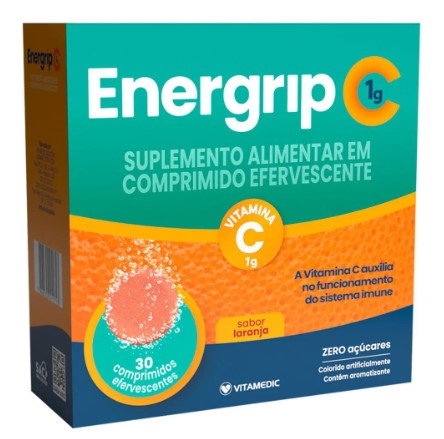 Energrip C
1g
SUPLEMENTO ALIMENTAR EM
COMPRIMIDO EFERVESCENTE
VITAMINA
C
1g
A Vitamina C auxilia
no funcionamento
do sistema imune
sabor
laranja
30
comprimidos
efervescentes
ZERO açúcares
Colorido artificialmente
Contém aromatizante
VITAMEDIC
Energrip C